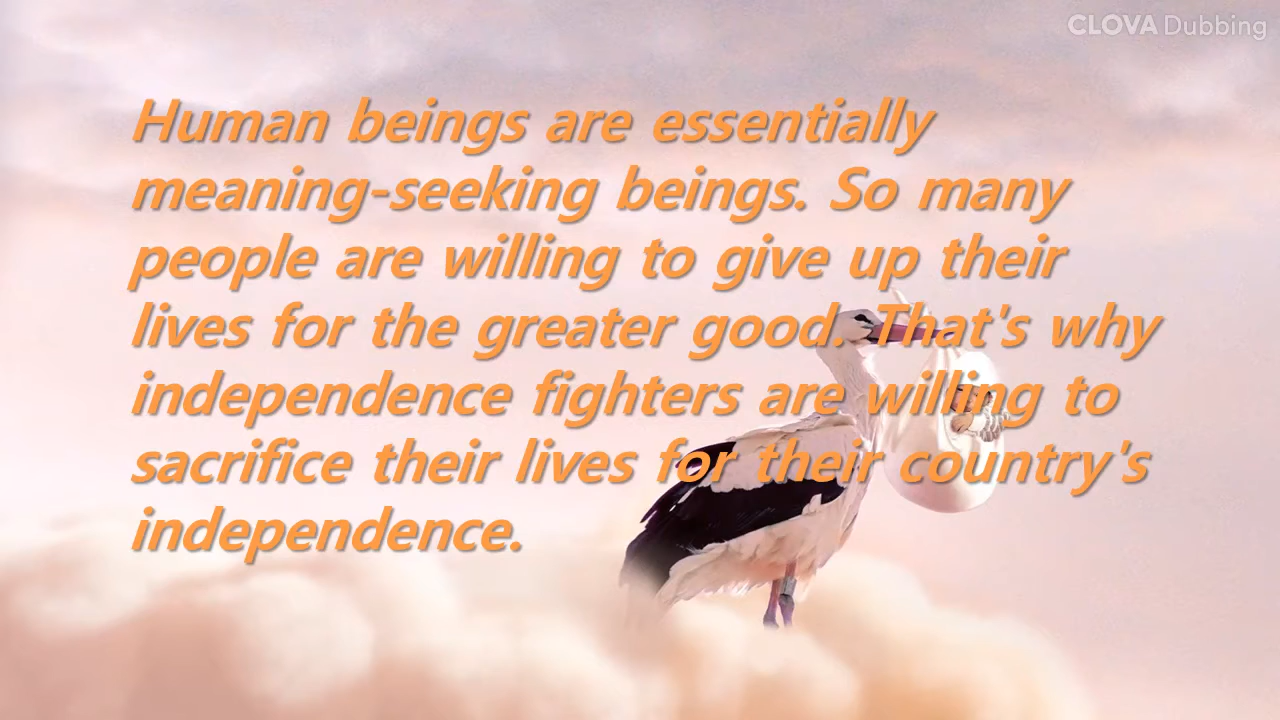 CLOVA Dubbing
Human beings are essentially
meaning-seeking beings. So many
people are willing to give up their
lives for the greater good. That's why
independence fighters are willing to
sacrifice their lives for their country's
independence.